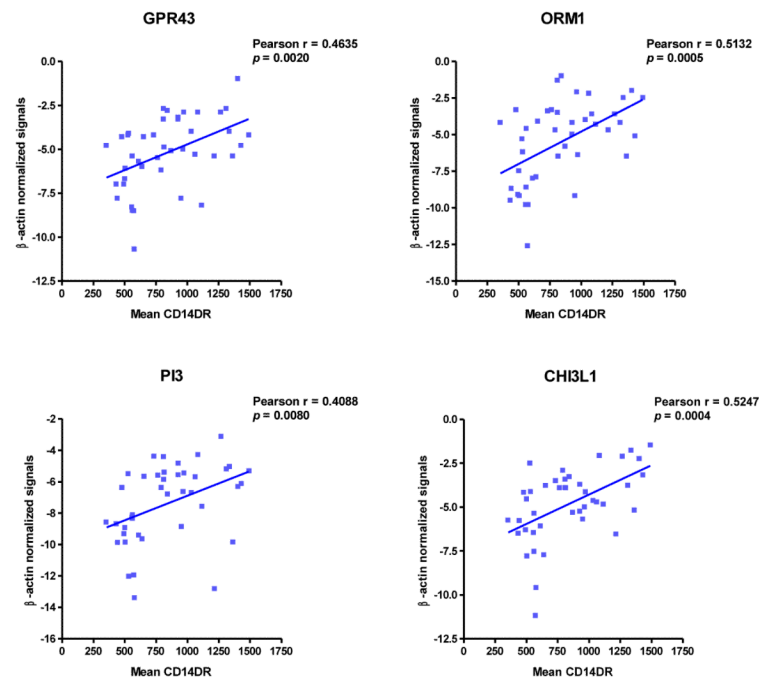 GPR43
Pearson r = 0.4635
p = 0.0020
0.0
-2.5
-5.0
-7.5
-10.0
-12.5
β -actin normalized signals
0 250 500 750 1000 1250 1500 1750
Mean CD14DR
ORM1
Pearson r = 0.5132
p = 0.0005
0.0
-2.5
-5.0
-7.5
-10.0
-12.5
-15.0
β -actin normalized signals
0 250 500 750 1000 1250 1500 1750
Mean CD14DR
PI3
Pearson r = 0.4088
p = 0.0080
-2
-4
-6
-8
-10
-12
-14
-16
β -actin normalized signals
0 250 500 750 1000 1250 1500 1750
Mean CD14DR
CHI3L1
Pearson r = 0.5247
p = 0.0004
0.0
-2.5
-5.0
-7.5
-10.0
-12.5
β -actin normalized signals
0 250 500 750 1000 1250 1500 1750
Mean CD14DR